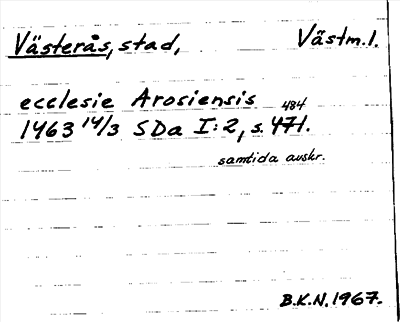 Västerås, stad, Västm.l.
ecclesie Arosiensis
1463 14/3 SDa I:2, s. 471. 484
samtida avskr.
B.K.N. 1967.